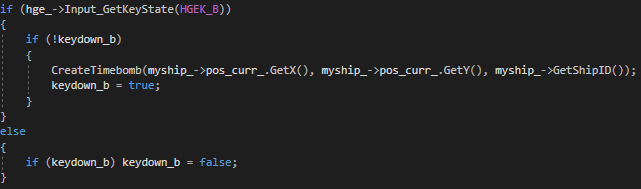 if (hge_->Input_GetKeyState(HGEK_B))
{
if (!keydown_b)
{
CreateTimebomb(myship_->pos_curr_.GetX(), myship_->pos_curr_.GetY(), myship_->GetShipID());
keydown_b = true;
}
}
else
{
if (keydown_b) keydown_b = false;
}